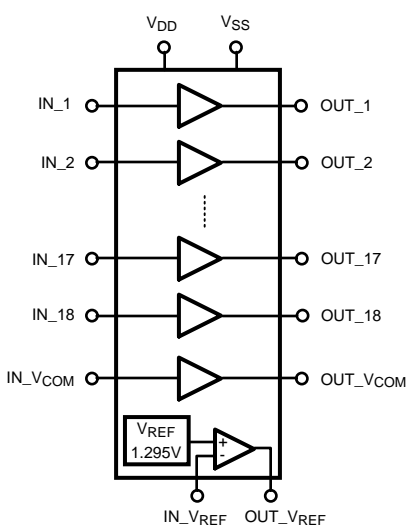 VDD VSS
IN_1 OUT_1
IN_2 OUT_2
IN_17 OUT_17
IN_18 OUT_18
IN_VCOM OUT_VCOM
VREF
1.295V
+
-
IN_VREF OUT_VREF